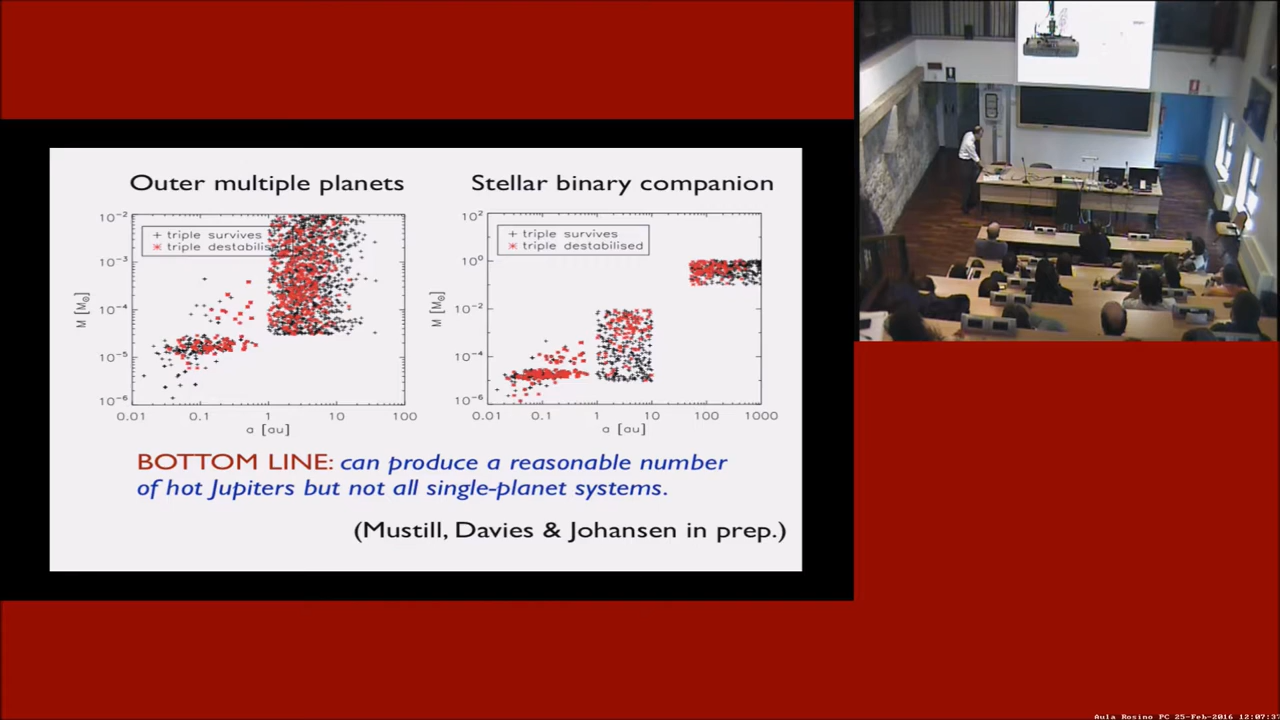 Outer multiple planets
Stellar binary companion
10⁻²
10⁻³
10⁻⁴
10⁻⁵
10⁻⁶
M [M⊙]
+ triple survives
* triple destabilis
0.01 0.1 1 10 100
a [au]
10²
10⁰
10⁻²
10⁻⁴
10⁻⁶
M [M⊙]
+ triple survives
* triple destabilised
0.01 0.1 1 10 100 1000
a [au]
BOTTOM LINE: can produce a reasonable number
of hot Jupiters but not all single-planet systems.
(Mustill, Davies & Johansen in prep.)
Aula Rosino PC 25-Feb-2016 12:07:3